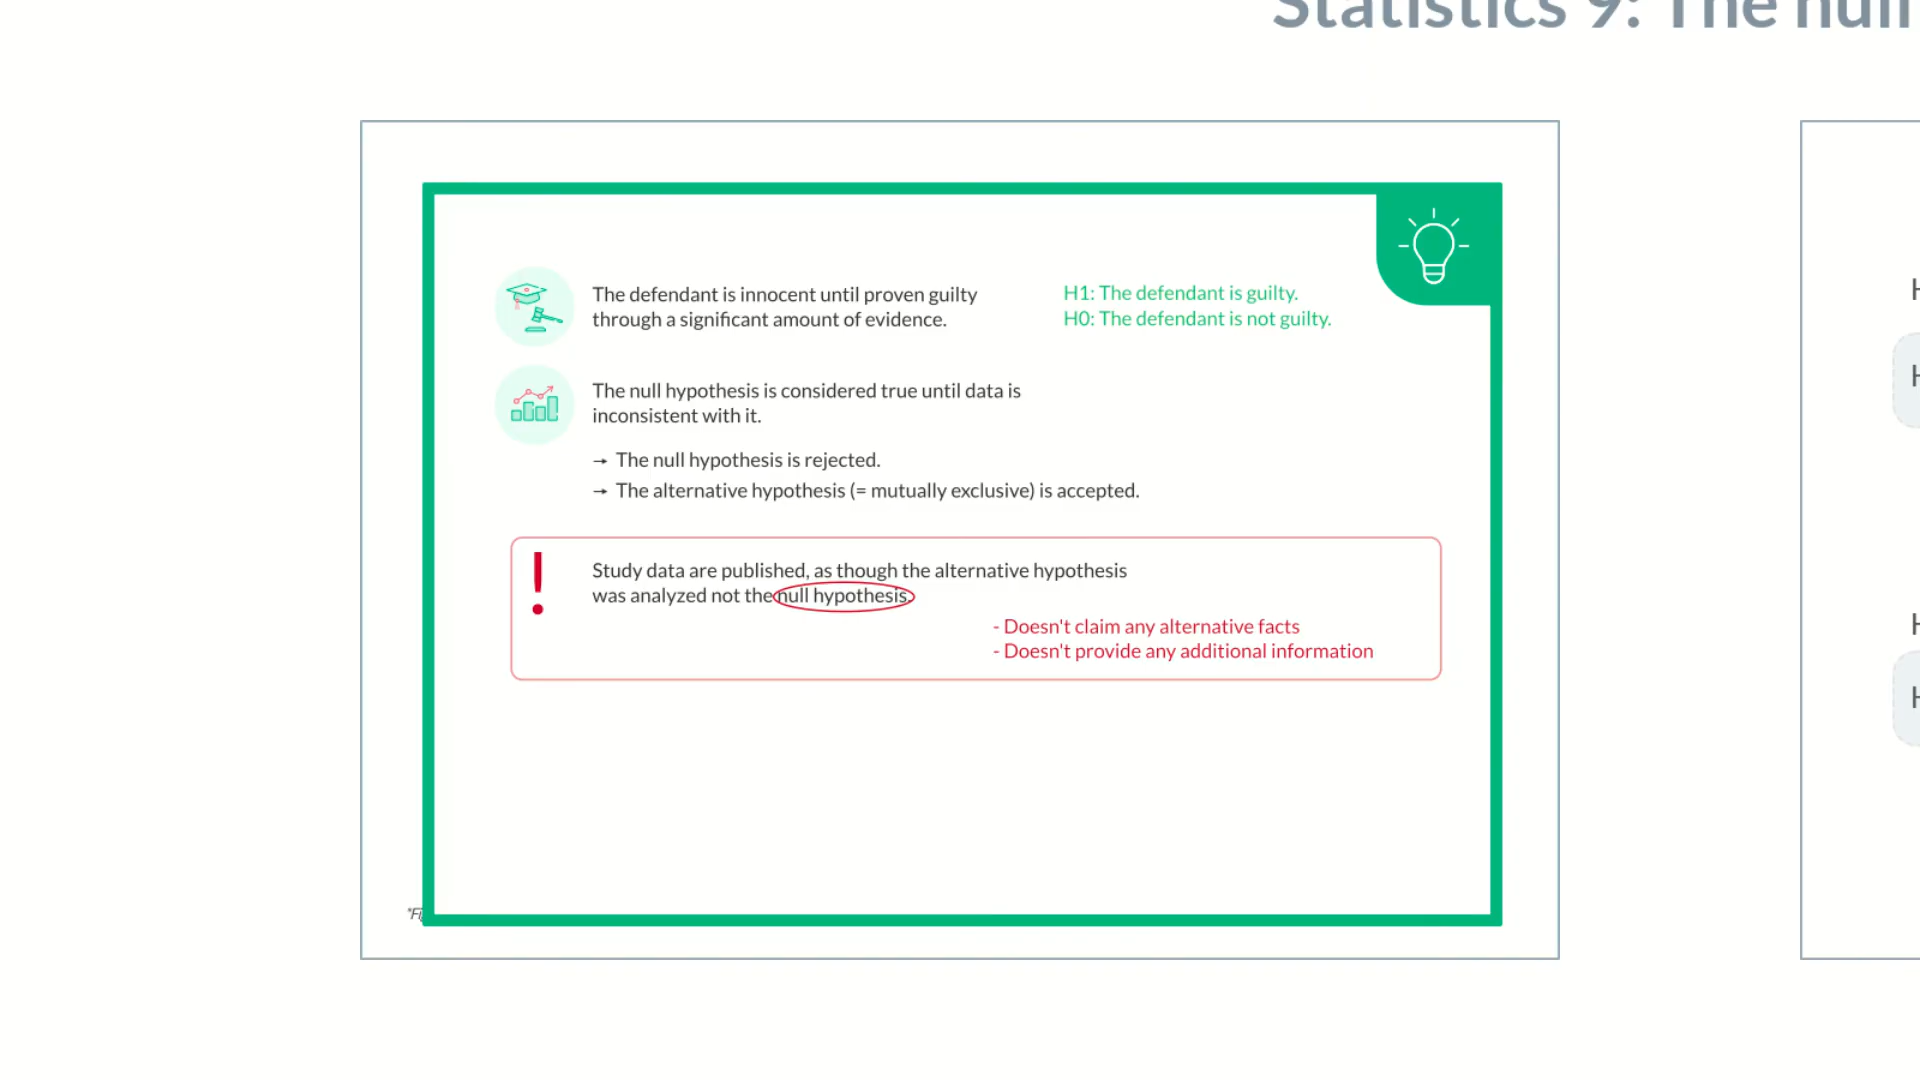 Statistics 9: The null
The defendant is innocent until proven guilty
through a significant amount of evidence.
H1: The defendant is guilty.
H0: The defendant is not guilty.
The null hypothesis is considered true until data is
inconsistent with it.
→ The null hypothesis is rejected.
→ The alternative hypothesis (= mutually exclusive) is accepted.
! Study data are published, as though the alternative hypothesis
was analyzed not the null hypothesis.
- Doesn't claim any alternative facts
- Doesn't provide any additional information